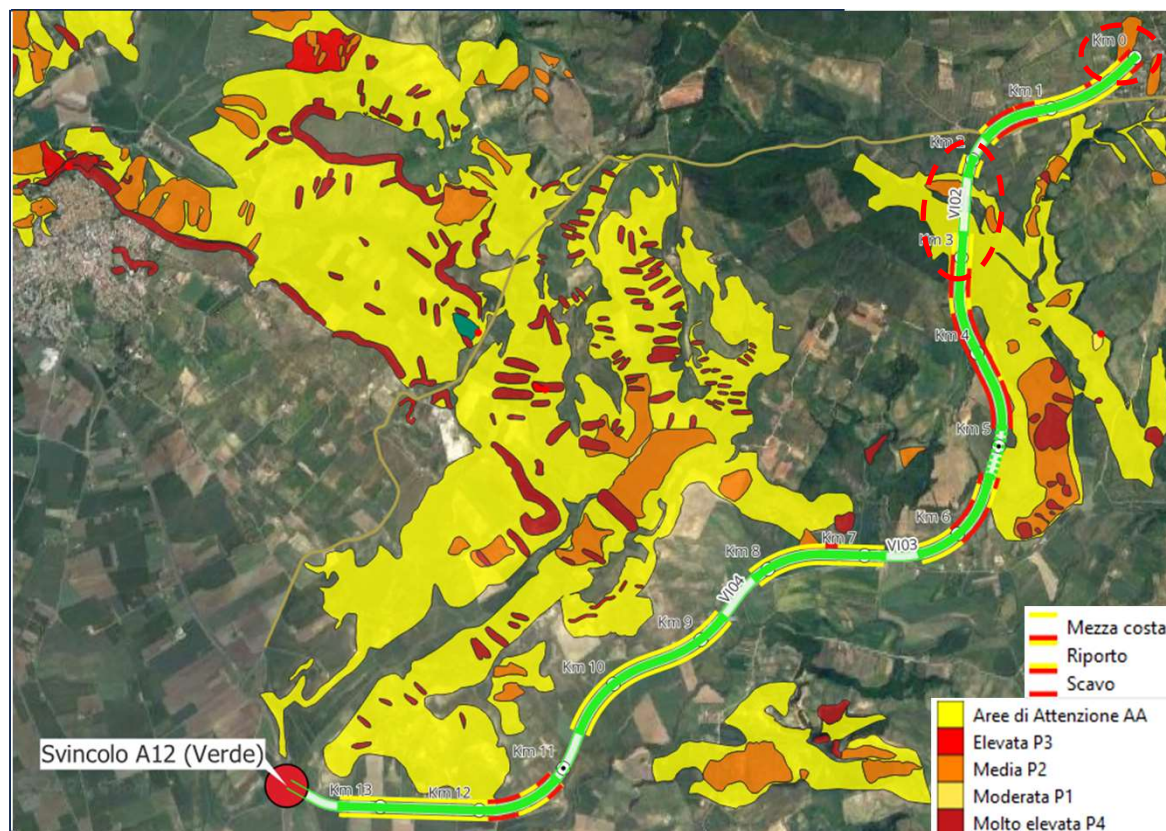 Km 0
Km 1
Km 2
VI02
Km 3
Km 4
Km 5
Km 6
VI03
Km 7
Km 8
VI04
Km 9
Km 10
Km 11
Km 12
Km 13
Svincolo A12 (Verde)
Mezza costa
Riporto
Scavo
Aree di Attenzione AA
Elevata P3
Media P2
Moderata P1
Molto elevata P4